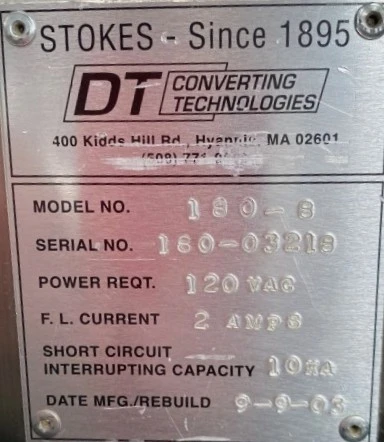 STOKES - Since 1895
DT CONVERTING
TECHNOLOGIES
400 Kidds Hill Rd., Hyannis, MA 02601
(508) 771
MODEL NO. 180-8
SERIAL NO. 180-03219
POWER REQT. 120 VAC
F. L. CURRENT 2 AMPS
SHORT CIRCUIT
INTERRUPTING CAPACITY 10KA
DATE MFG./REBUILD 9-9-03